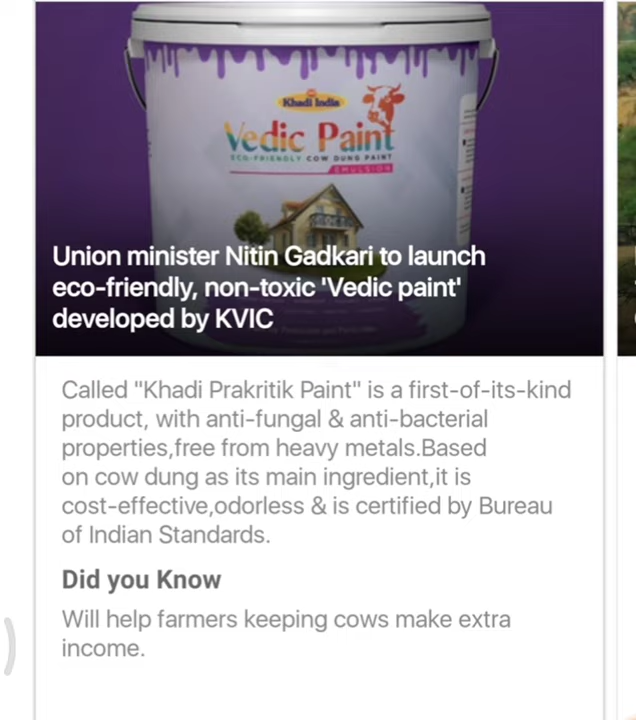 Khadi India
Vedic Paint
ECO-FRIENDLY COW DUNG PAINT
EMULSION
Union minister Nitin Gadkari to launch
eco-friendly, non-toxic 'Vedic paint'
developed by KVIC
Called "Khadi Prakritik Paint" is a first-of-its-kind
product, with anti-fungal & anti-bacterial
properties,free from heavy metals.Based
on cow dung as its main ingredient,it is
cost-effective,odorless & is certified by Bureau
of Indian Standards.
Did you Know
Will help farmers keeping cows make extra
income.